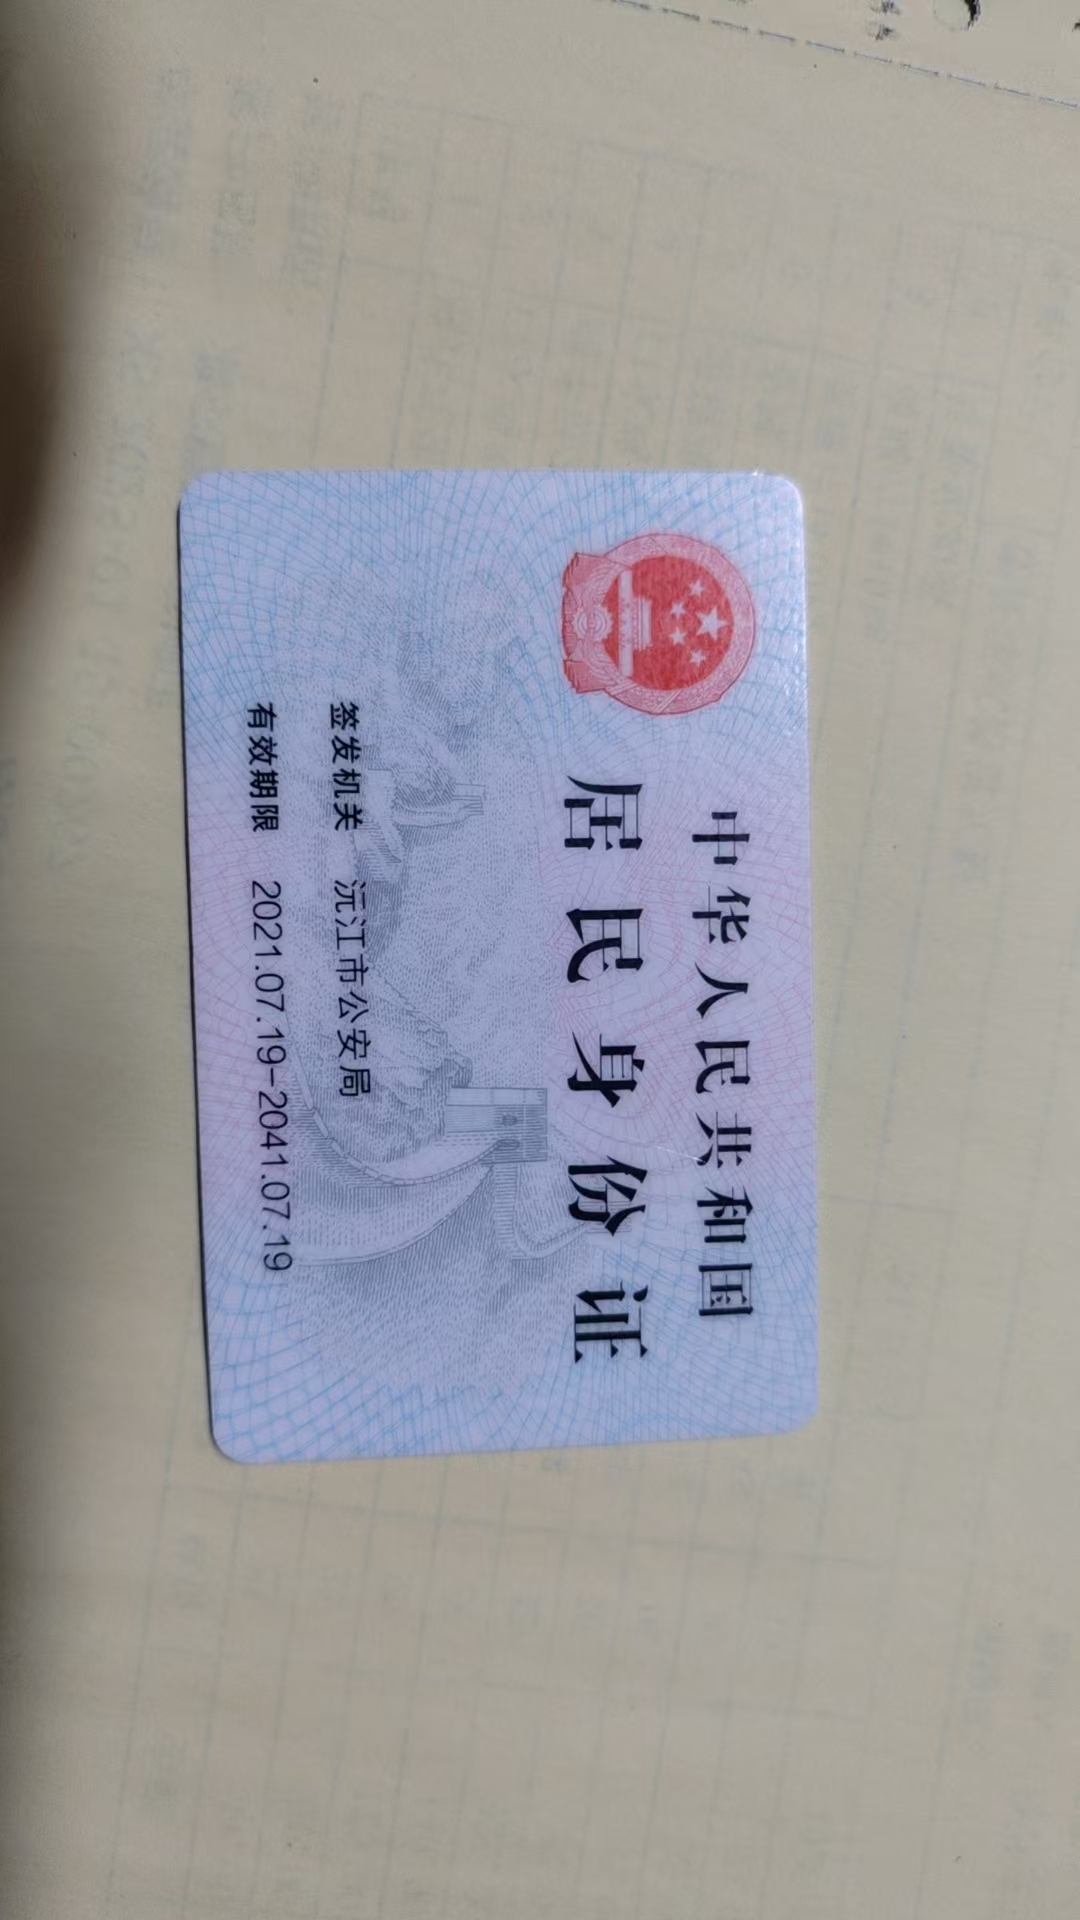 中华人民共和国
居民身份证
签发机关 沅江市公安局
有效期限 2021.07.19-2041.07.19